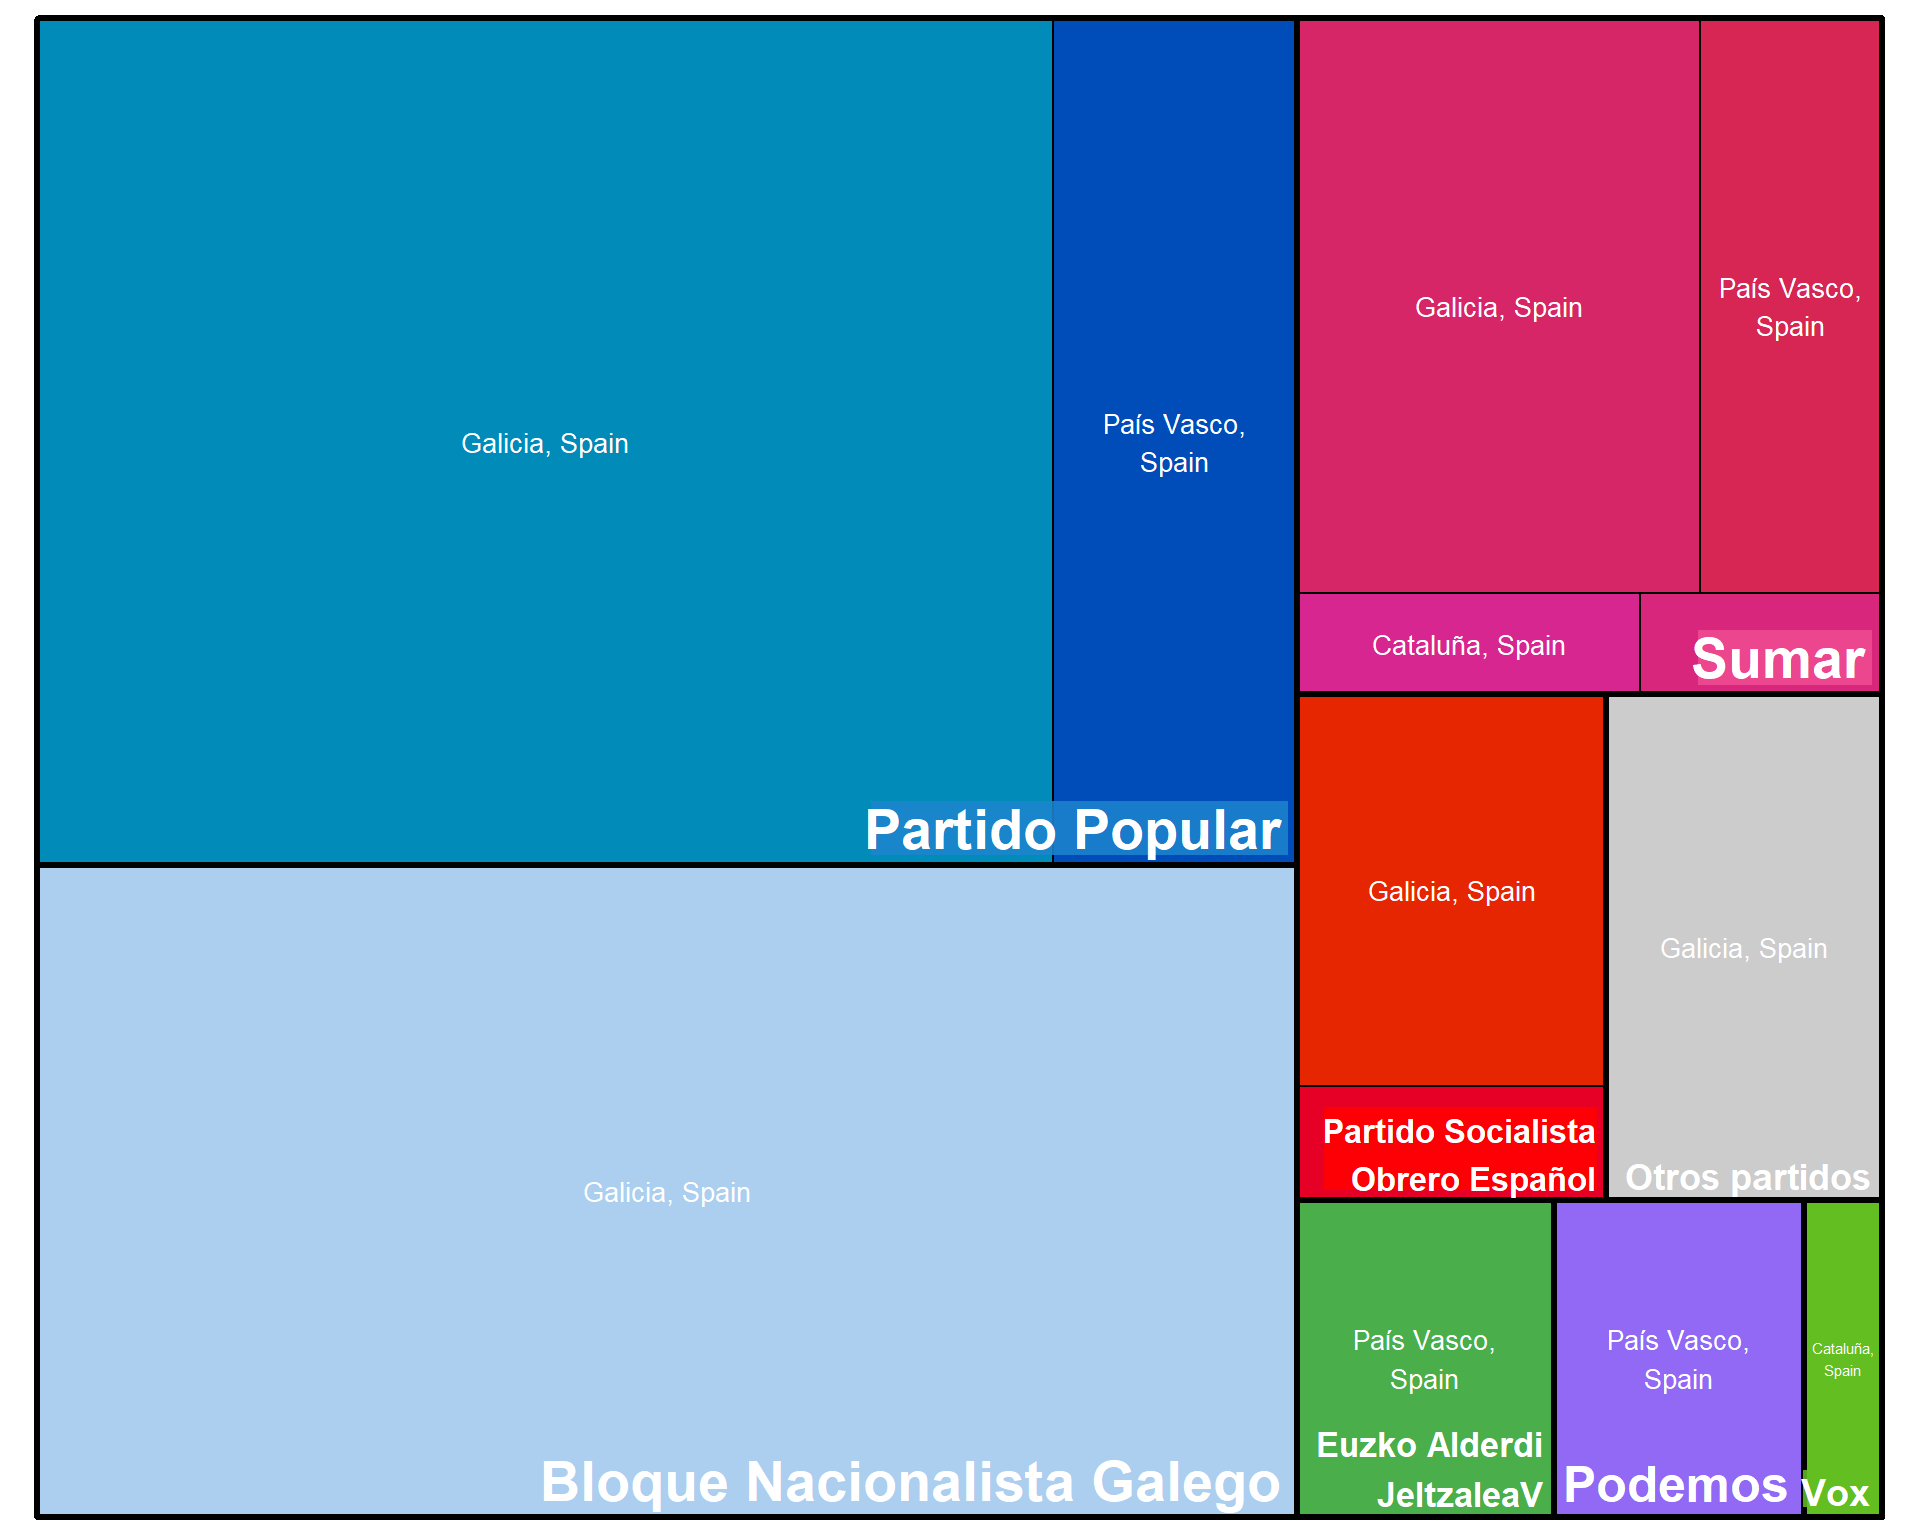 Galicia, Spain
País Vasco,
Spain
Partido Popular
Galicia, Spain
Bloque Nacionalista Galego
Galicia, Spain
País Vasco,
Spain
Cataluña, Spain
Sumar
Galicia, Spain
Partido Socialista
Obrero Español
Galicia, Spain
Otros partidos
País Vasco,
Spain
Euzko Alderdi
JeltzaleaV
País Vasco,
Spain
Podemos
Cataluña,
Spain
Vox